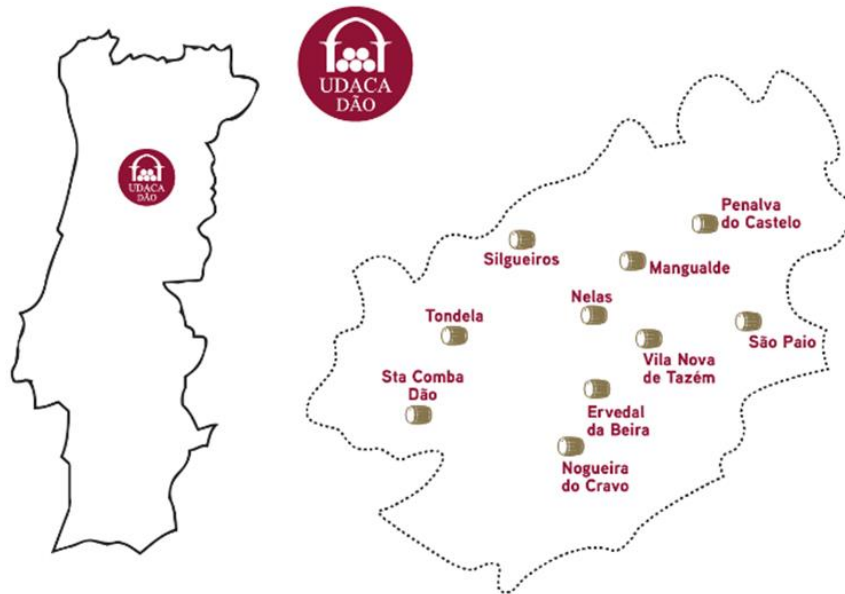 UDACA
DÃO
UDACA
DÃO
Penalva
do Castelo
Silgueiros
Mangualde
Nelas
Tondela
São Paio
Vila Nova
de Tazém
Sta Comba
Dão
Ervedal
da Beira
Nogueira
do Cravo